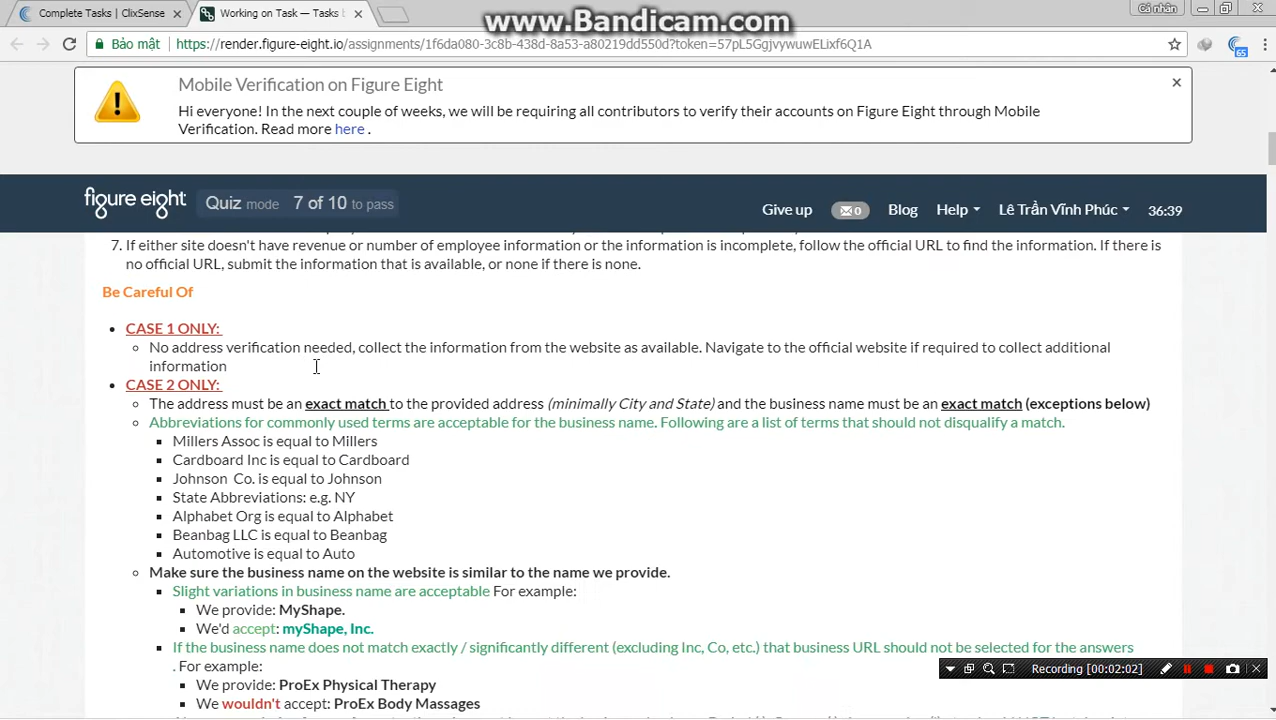 Complete Tasks | ClixSense
Working on Task — Tasks b
www.Bandicam.com
Cá nhân
Bảo mật
https://render.figure-eight.io/assignments/1f6da080-3c8b-438d-8a53-a80219dd550d?token=57pL5GgjvywuwELixf6Q1A
65
Mobile Verification on Figure Eight
Hi everyone! In the next couple of weeks, we will be requiring all contributors to verify their accounts on Figure Eight through Mobile
Verification. Read more here .
figure eight
Quiz mode 7 of 10 to pass
Give up
0
Blog
Help
Lê Trần Vĩnh Phúc
36:39
7. If either site doesn't have revenue or number of employee information or the information is incomplete, follow the official URL to find the information. If there is
no official URL, submit the information that is available, or none if there is none.
Be Careful Of
CASE 1 ONLY:
No address verification needed, collect the information from the website as available. Navigate to the official website if required to collect additional
information
CASE 2 ONLY:
The address must be an exact match to the provided address (minimally City and State) and the business name must be an exact match (exceptions below)
Abbreviations for commonly used terms are acceptable for the business name. Following are a list of terms that should not disqualify a match.
Millers Assoc is equal to Millers
Cardboard Inc is equal to Cardboard
Johnson Co. is equal to Johnson
State Abbreviations: e.g. NY
Alphabet Org is equal to Alphabet
Beanbag LLC is equal to Beanbag
Automotive is equal to Auto
Make sure the business name on the website is similar to the name we provide.
Slight variations in business name are acceptable For example:
We provide: MyShape.
We'd accept: myShape, Inc.
If the business name does not match exactly / significantly different (excluding Inc, Co, etc.) that business URL should not be selected for the answers
. For example:
Recording [00:02:02]
We provide: ProEx Physical Therapy
We wouldn't accept: ProEx Body Massages